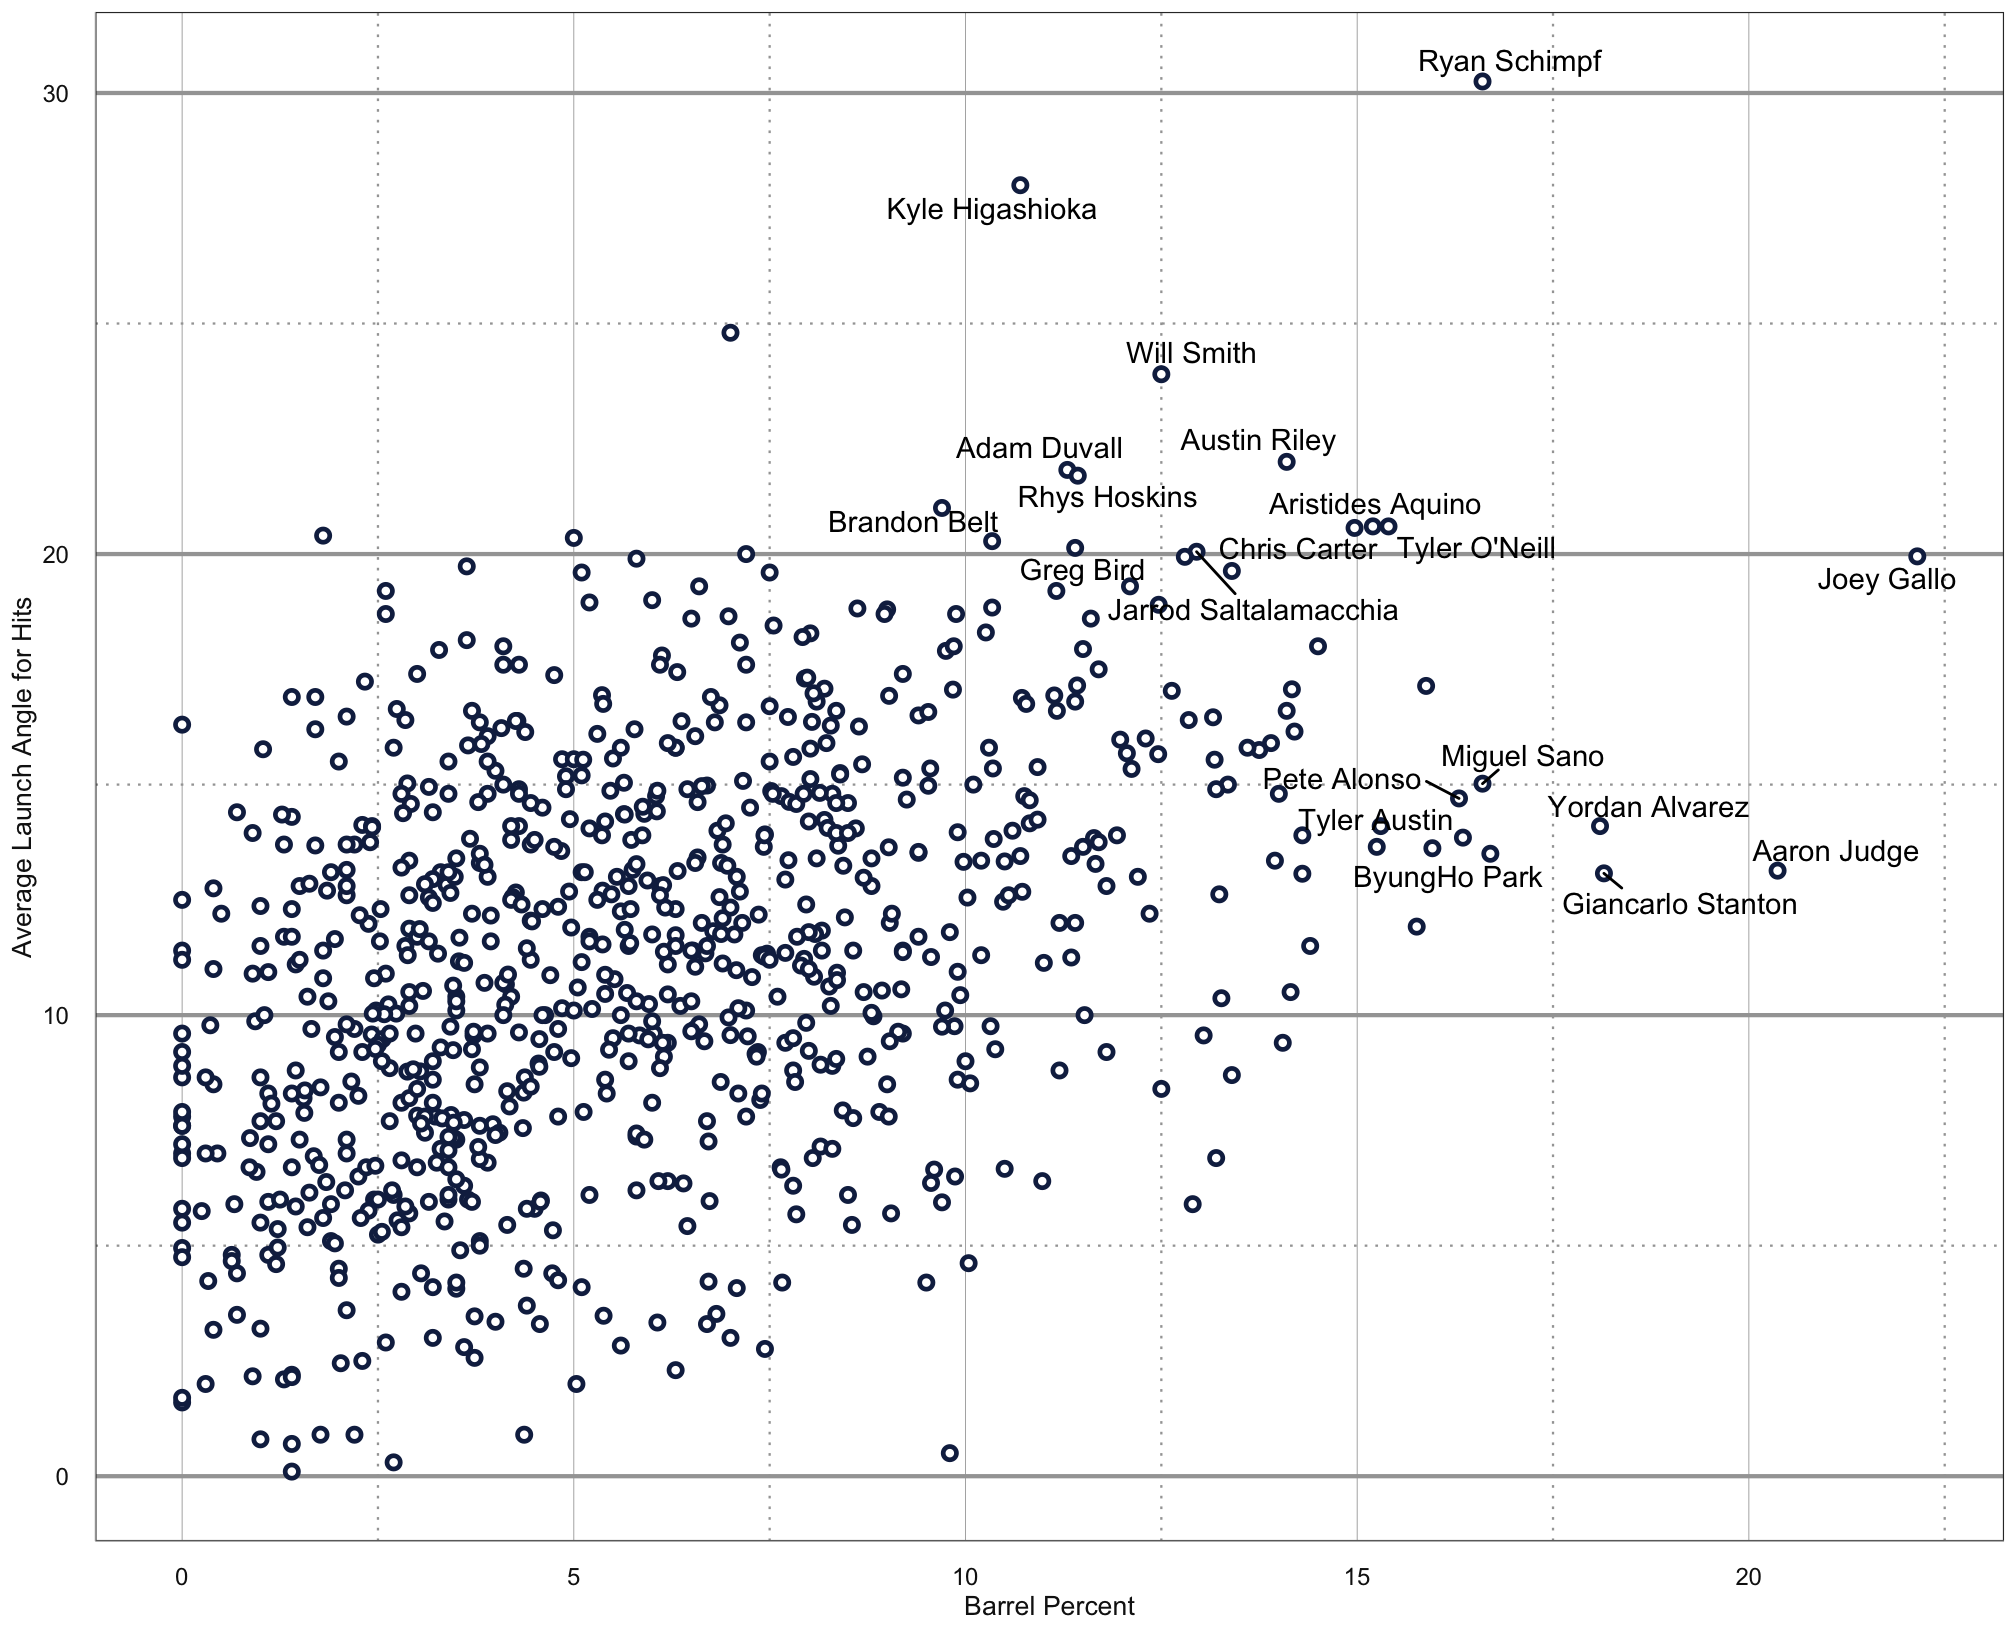 Ryan Schimpf
30
Kyle Higashioka
Will Smith
Austin Riley
Adam Duvall
Rhys Hoskins
Aristides Aquino
Brandon Belt
20
Chris Carter
Tyler O'Neill
Greg Bird
Joey Gallo
Jarrod Saltalamacchia
Average Launch Angle for Hits
Miguel Sano
Pete Alonso
Yordan Alvarez
Tyler Austin
Aaron Judge
ByungHo Park
Giancarlo Stanton
10
0
0
5
10
15
20
Barrel Percent